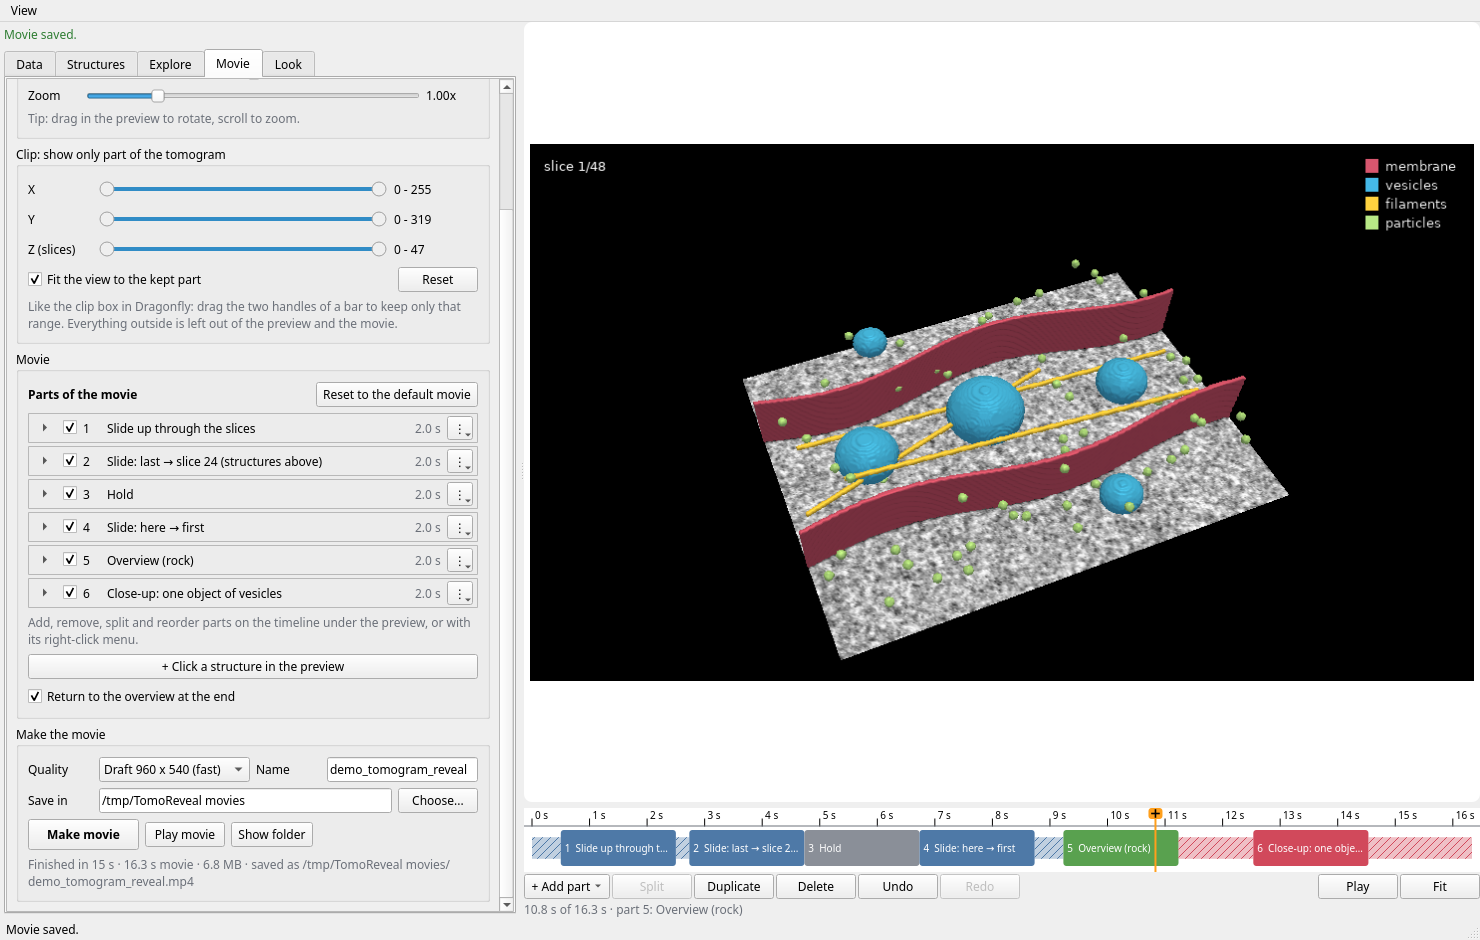 View
Movie saved.
Data
Structures
Explore
Movie
Look
Zoom
1.00x
Tip: drag in the preview to rotate, scroll to zoom.
Clip: show only part of the tomogram
X
0 - 255
Y
0 - 319
Z (slices)
0 - 47
Fit the view to the kept part
Reset
Like the clip box in Dragonfly: drag the two handles of a bar to keep only that
range. Everything outside is left out of the preview and the movie.
Movie
Parts of the movie
Reset to the default movie
1 Slide up through the slices 2.0 s
2 Slide: last → slice 24 (structures above) 2.0 s
3 Hold 2.0 s
4 Slide: here → first 2.0 s
5 Overview (rock) 2.0 s
6 Close-up: one object of vesicles 2.0 s
Add, remove, split and reorder parts on the timeline under the preview, or with
its right-click menu.
+ Click a structure in the preview
Return to the overview at the end
Make the movie
Quality
Draft 960 x 540 (fast)
Name
demo_tomogram_reveal
Save in
/tmp/TomoReveal movies
Choose...
Make movie
Play movie
Show folder
Finished in 15 s · 16.3 s movie · 6.8 MB · saved as /tmp/TomoReveal movies/
demo_tomogram_reveal.mp4
Movie saved.
slice 1/48
membrane
vesicles
filaments
particles
0 s 1 s 2 s 3 s 4 s 5 s 6 s 7 s 8 s 9 s 10 s 11 s 12 s 13 s 14 s 15 s 16 s
1 Slide up through t...
2 Slide: last → slice 2...
3 Hold
4 Slide: here → first
5 Overview (rock)
6 Close-up: one obje...
+ Add part
Split
Duplicate
Delete
Undo
Redo
Play
Fit
10.8 s of 16.3 s · part 5: Overview (rock)